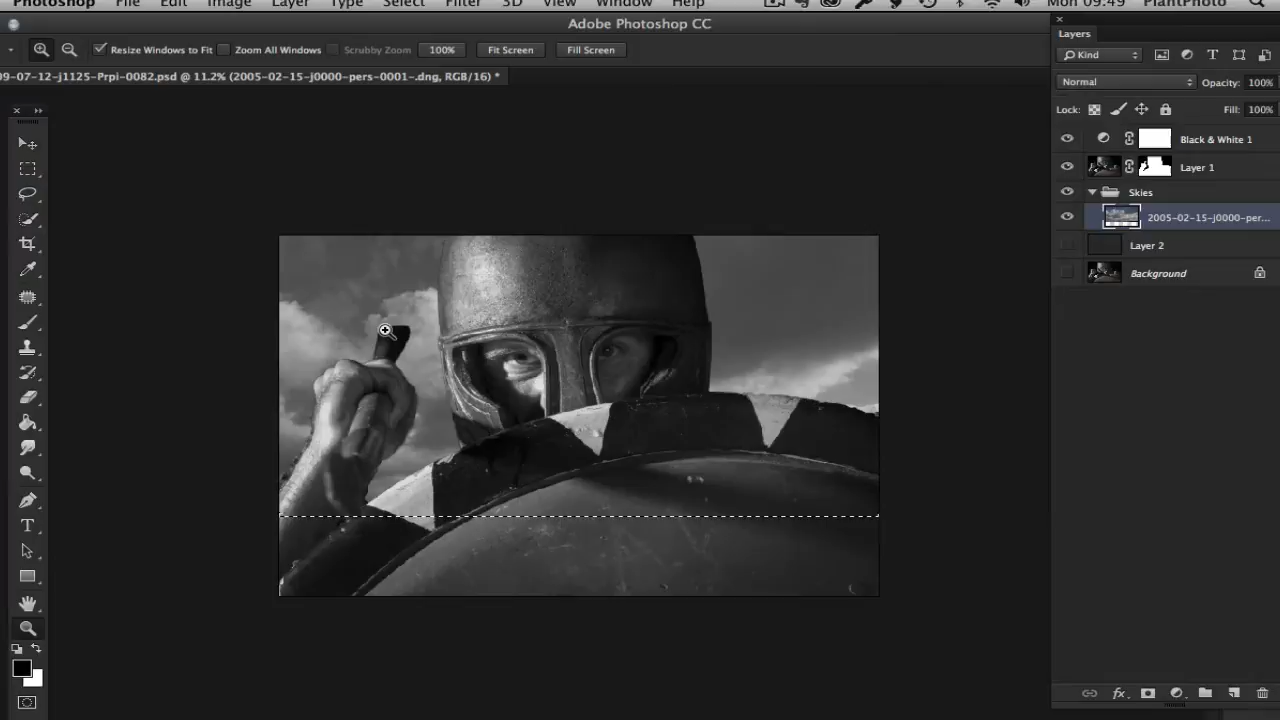 Photoshop File Edit Image Layer Type Select Filter 3D View Window Help Mon 09:49 PlantPhoto
Adobe Photoshop CC
Resize Windows to Fit Zoom All Windows Scrubby Zoom 100% Fit Screen Fill Screen
09-07-12-j1125-Prpi-0082.psd @ 11.2% (2005-02-15-j0000-pers-0001-.dng, RGB/16) *
Layers
Kind
Normal Opacity: 100%
Lock: Fill: 100%
Black & White 1
Layer 1
Skies
2005-02-15-j0000-per...
Layer 2
Background